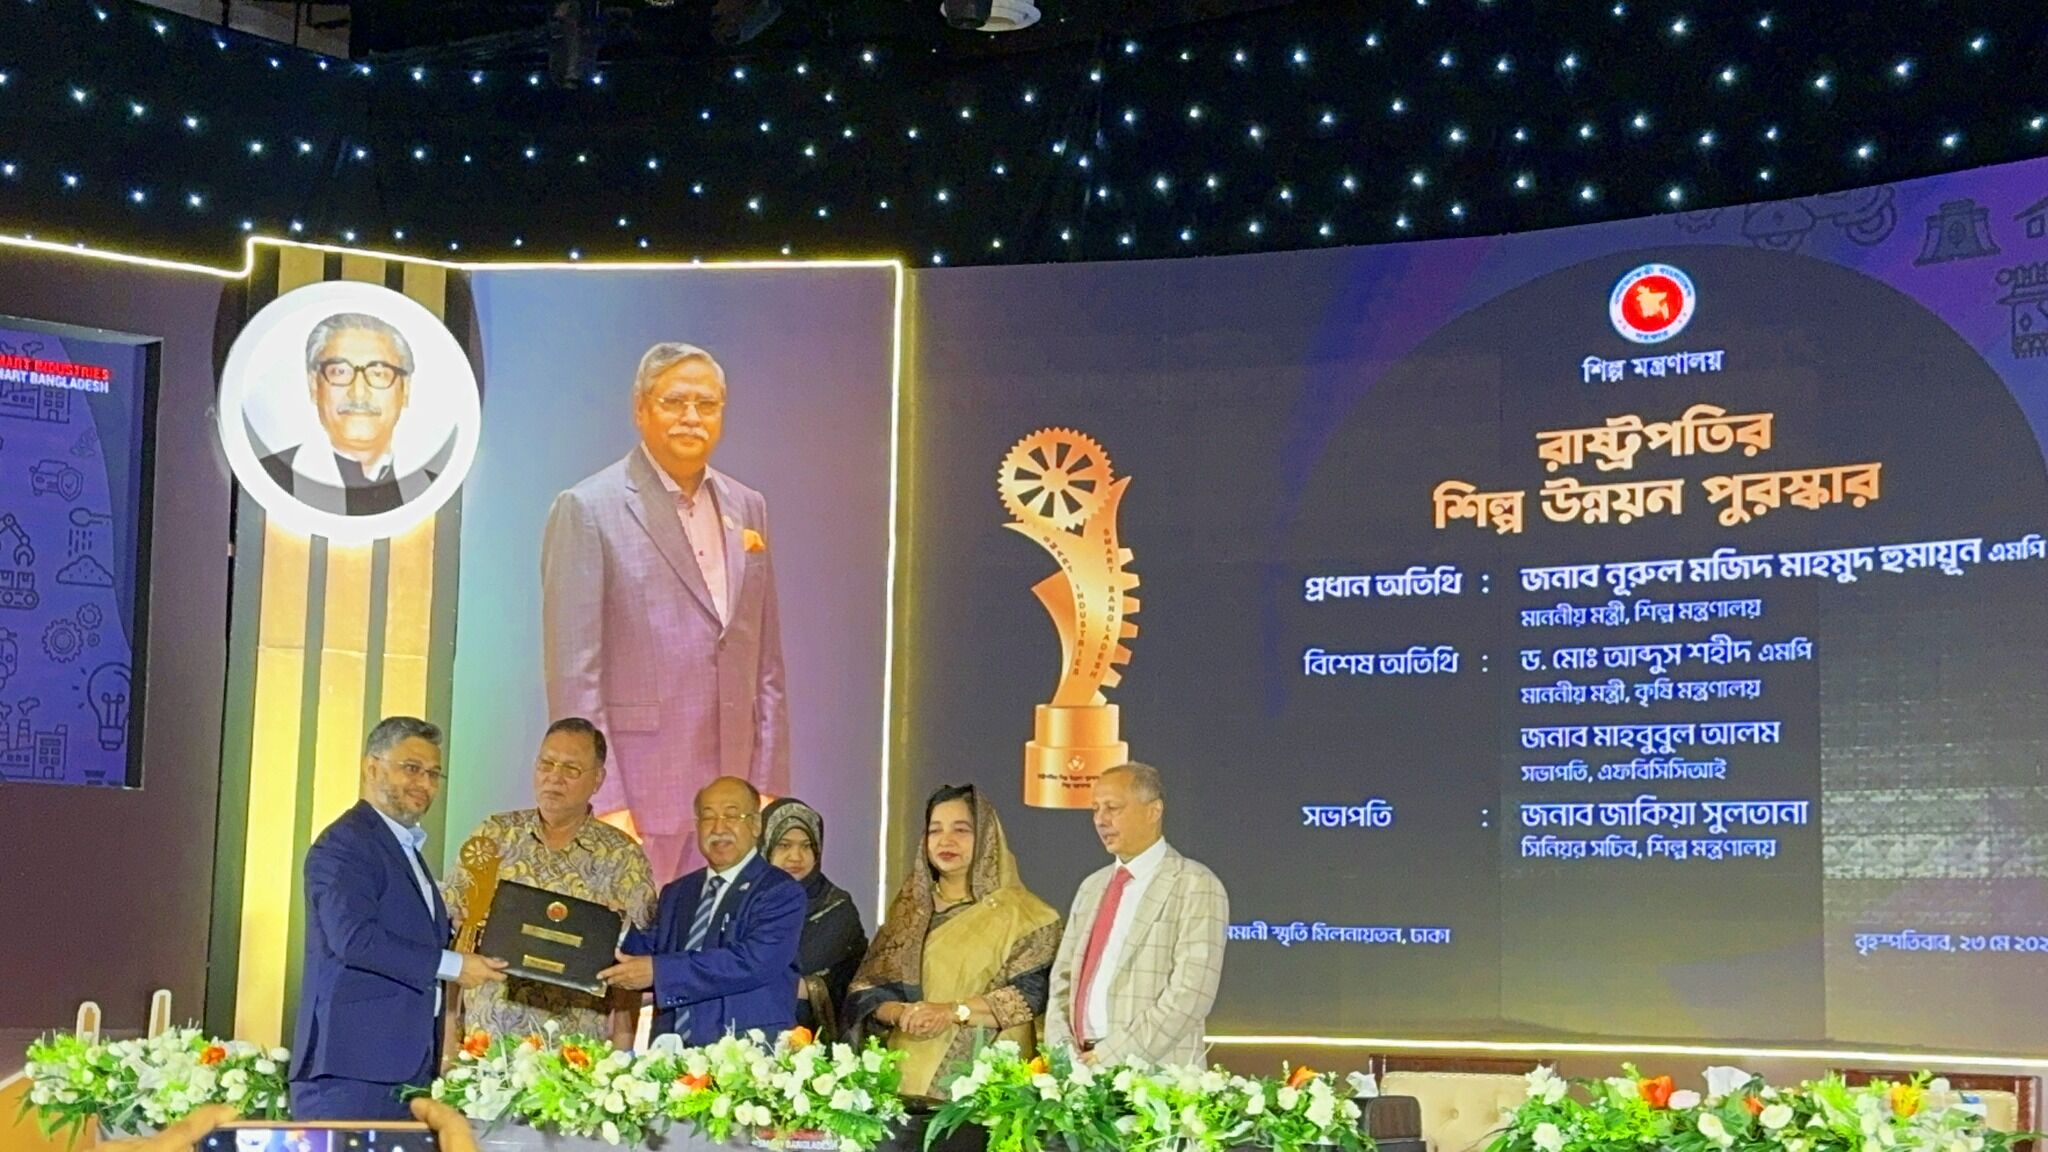 SMART BANGLADESH
শিল্প মন্ত্রণালয়
রাষ্ট্রপতির
শিল্প উন্নয়ন পুরস্কার
প্রধান অতিথি : জনাব নূরুল মজিদ মাহমুদ হুমায়ূন এমপি
মাননীয় মন্ত্রী, শিল্প মন্ত্রণালয়
বিশেষ অতিথি : ড. মোঃ আব্দুস শহীদ এমপি
মাননীয় মন্ত্রী, কৃষি মন্ত্রণালয়
জনাব মাহবুবুল আলম
সভাপতি, এফবিসিসিআই
সভাপতি : জনাব জাকিয়া সুলতানা
সিনিয়র সচিব, শিল্প মন্ত্রণালয়
স্মৃতি মিলনায়তন, ঢাকা
বৃহস্পতিবার, ২৩ মে
SMART INDUSTRIES
SMART BANGLADESH